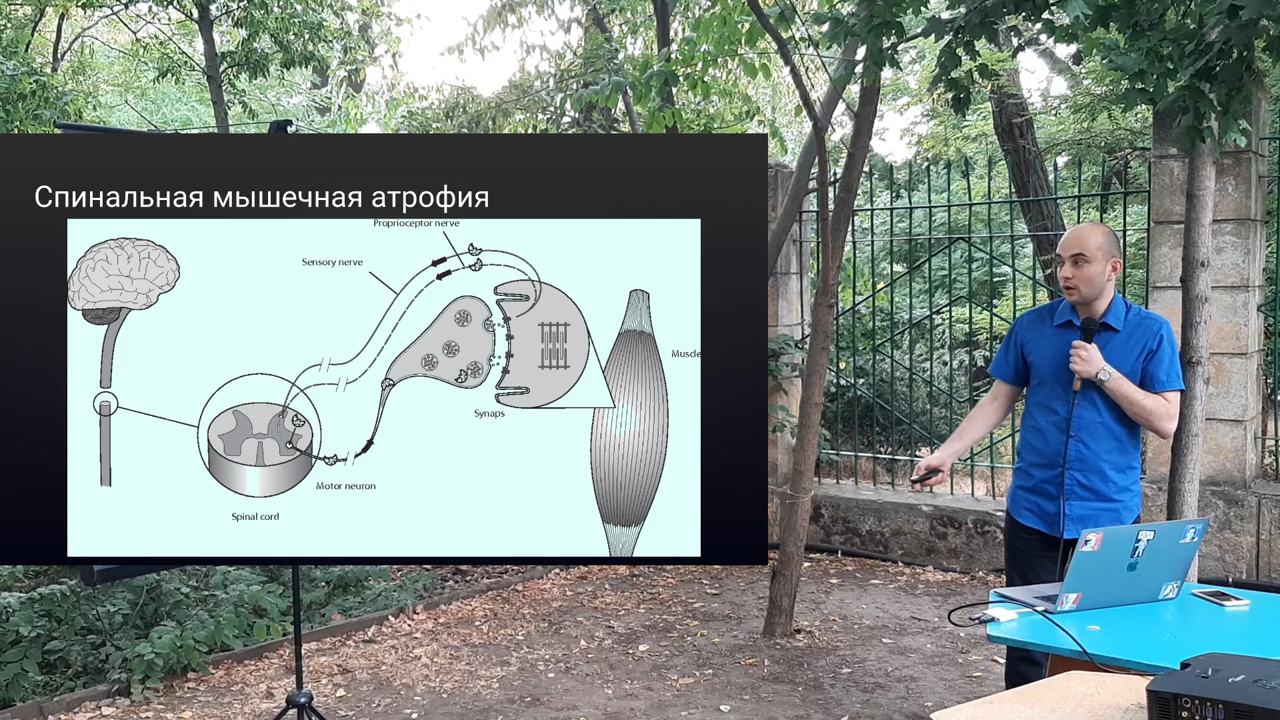 Спинальная мышечная атрофия
Proprioceptor nerve
Sensory nerve
Muscle
Synaps
Motor neuron
Spinal cord